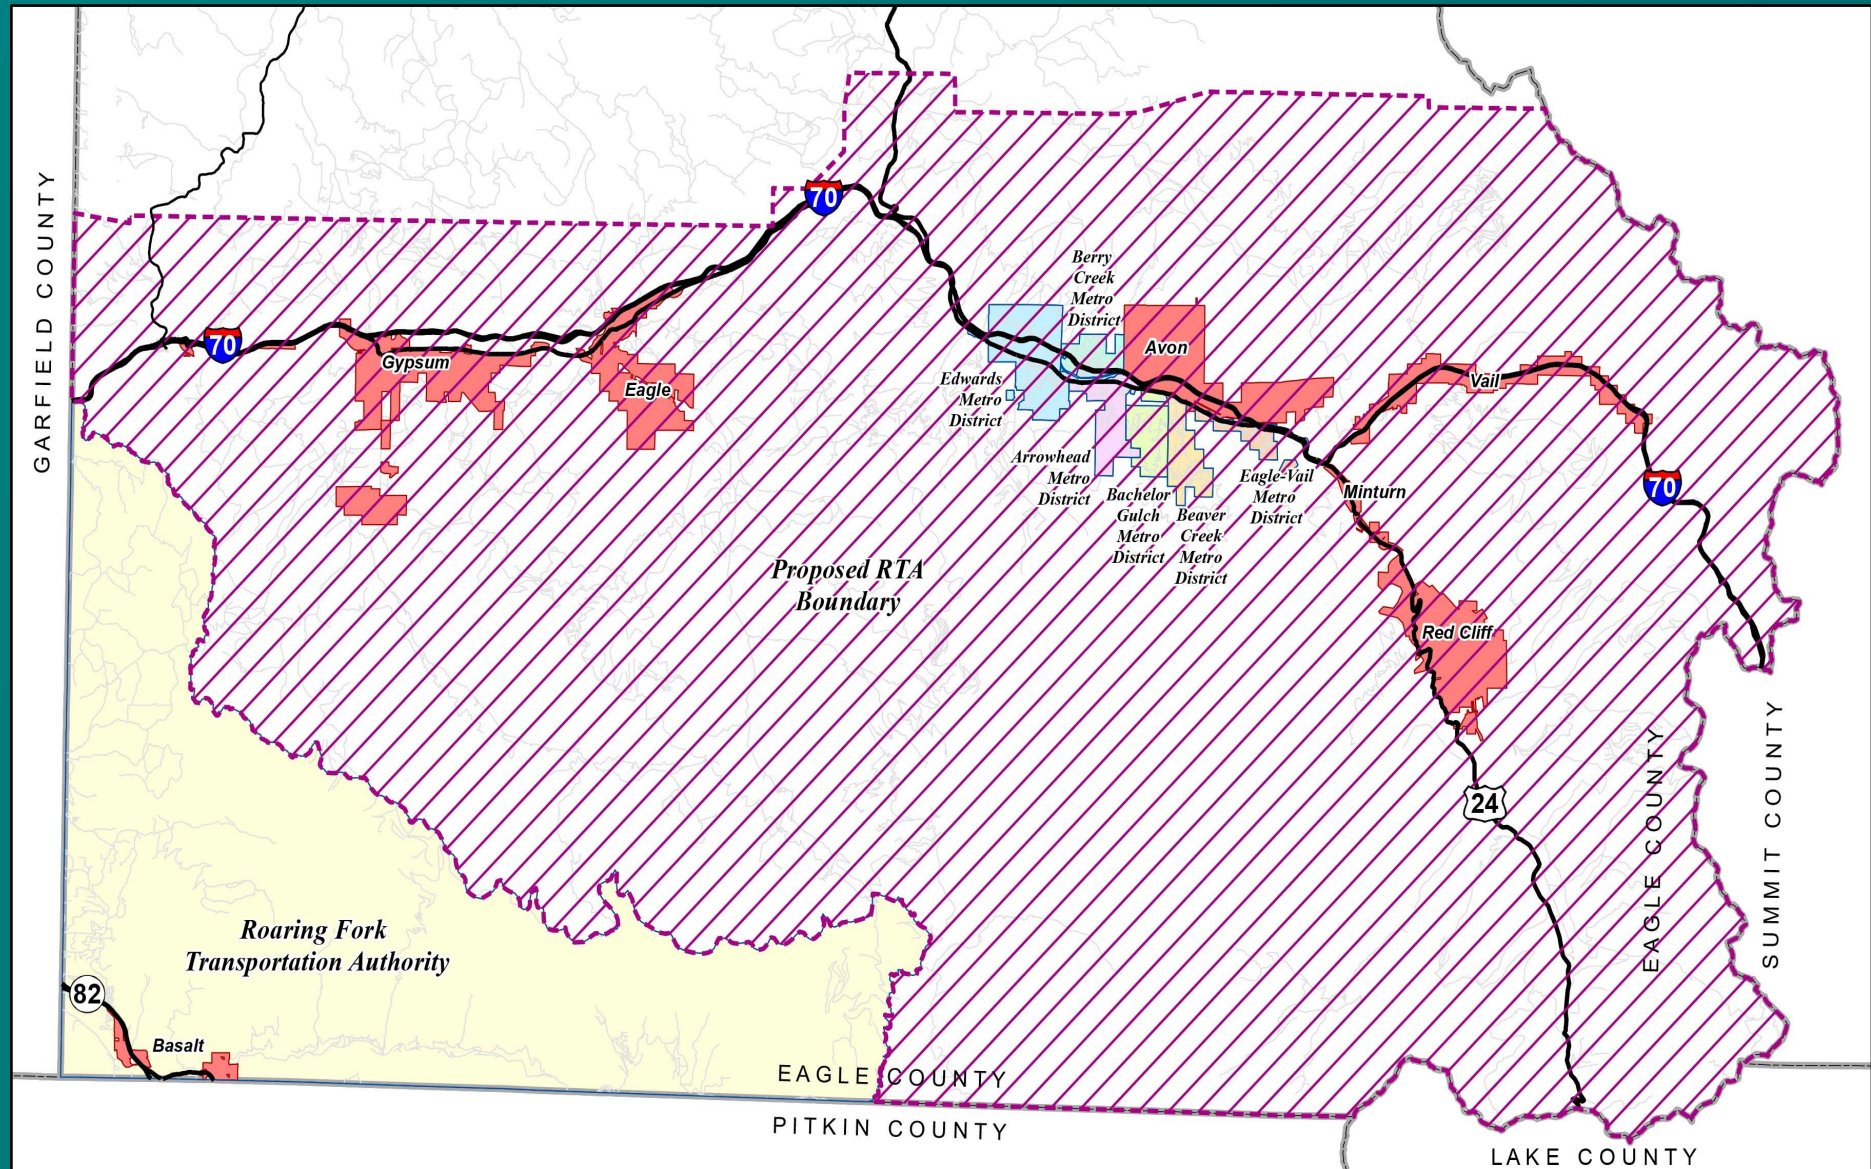 70
GARFIELD COUNTY
70
Gypsum
Eagle
Berry
Creek
Metro
District
Avon
Edwards
Metro
District
Vail
Arrowhead
Metro
District
Bachelor
Gulch
Metro
District
Beaver
Creek
Metro
District
Eagle-Vail
Metro
District
Minturn
70
Proposed RTA
Boundary
Red Cliff
24
EAGLE COUNTY
SUMMIT COUNTY
Roaring Fork
Transportation Authority
82
Basalt
EAGLE COUNTY
PITKIN COUNTY
LAKE COUNTY